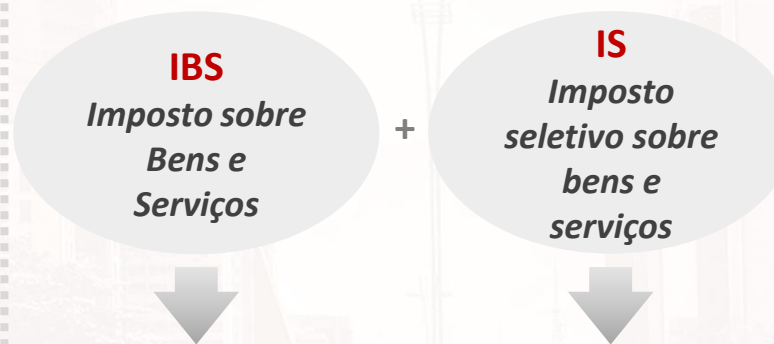 IBS
Imposto sobre
Bens e
Serviços
+
IS
Imposto
seletivo sobre
bens e
serviços